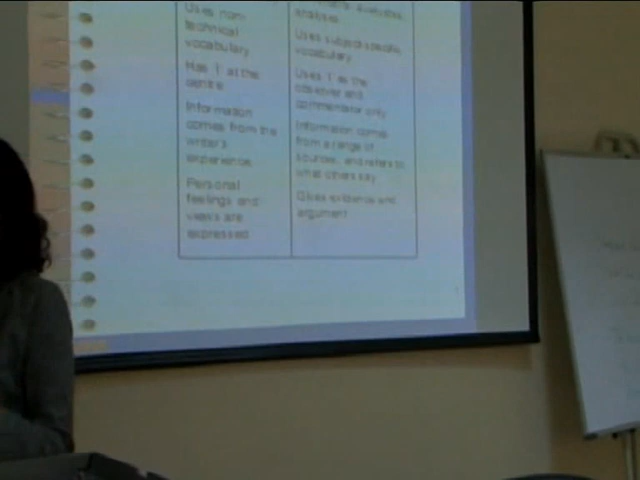 Uses non
technical
vocabulary
Has 'I' at the
centre
Information
comes from the
writer's
experience
Personal
feelings and
views are
expressed
evaluates,
analyses
Uses subject-specific
vocabulary
Uses 'I' as the
observer and
commentator only
Information comes
from a range of
sources, and refers to
what others say
Gives evidence and
argument